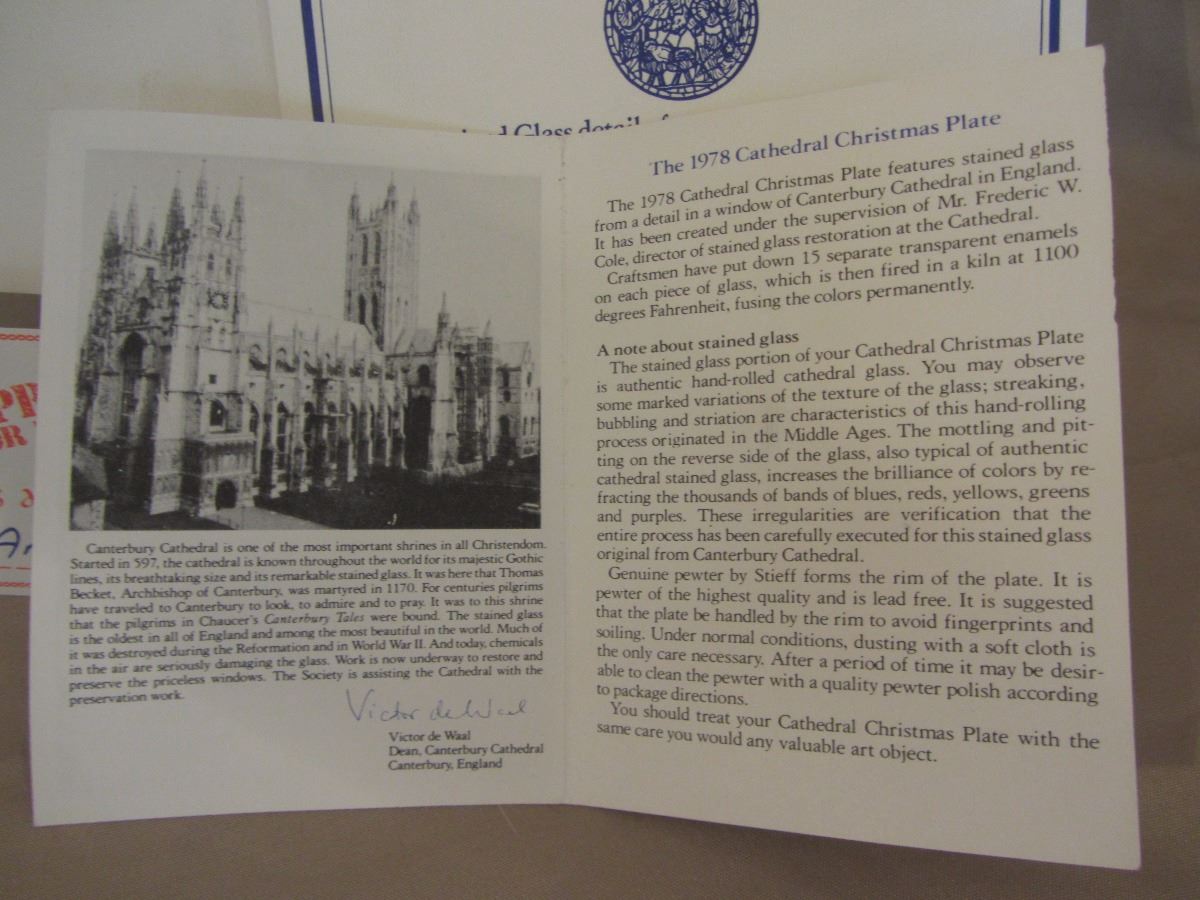 Canterbury Cathedral is one of the most important shrines in all Christendom.
Started in 597, the cathedral is known throughout the world for its majestic Gothic
lines, its breathtaking size and its remarkable stained glass. It was here that Thomas
Becket, Archbishop of Canterbury, was martyred in 1170. For centuries pilgrims
have traveled to Canterbury to look, to admire and to pray. It was to this shrine
that the pilgrims in Chaucer's Canterbury Tales were bound. The stained glass
is the oldest in all of England and among the most beautiful in the world. Much of
it was destroyed during the Reformation and in World War II. And today, chemicals
in the air are seriously damaging the glass. Work is now underway to restore and
preserve the priceless windows. The Society is assisting the Cathedral with the
preservation work.
Victor de Waal
Victor de Waal
Dean, Canterbury Cathedral
Canterbury, England
The 1978 Cathedral Christmas Plate
The 1978 Cathedral Christmas Plate features stained glass
from a detail in a window of Canterbury Cathedral in England.
It has been created under the supervision of Mr. Frederic W.
Cole, director of stained glass restoration at the Cathedral.
Craftsmen have put down 15 separate transparent enamels
on each piece of glass, which is then fired in a kiln at 1100
degrees Fahrenheit, fusing the colors permanently.
A note about stained glass
The stained glass portion of your Cathedral Christmas Plate
is authentic hand-rolled cathedral glass. You may observe
some marked variations of the texture of the glass; streaking,
bubbling and striation are characteristics of this hand-rolling
process originated in the Middle Ages. The mottling and pit-
ting on the reverse side of the glass, also typical of authentic
cathedral stained glass, increases the brilliance of colors by re-
fracting the thousands of bands of blues, reds, yellows, greens
and purples. These irregularities are verification that the
entire process has been carefully executed for this stained glass
original from Canterbury Cathedral.
Genuine pewter by Stieff forms the rim of the plate. It is
pewter of the highest quality and is lead free. It is suggested
that the plate be handled by the rim to avoid fingerprints and
soiling. Under normal conditions, dusting with a soft cloth is
the only care necessary. After a period of time it may be desir-
able to clean the pewter with a quality pewter polish according
to package directions.
You should treat your Cathedral Christmas Plate with the
same care you would any valuable art object.